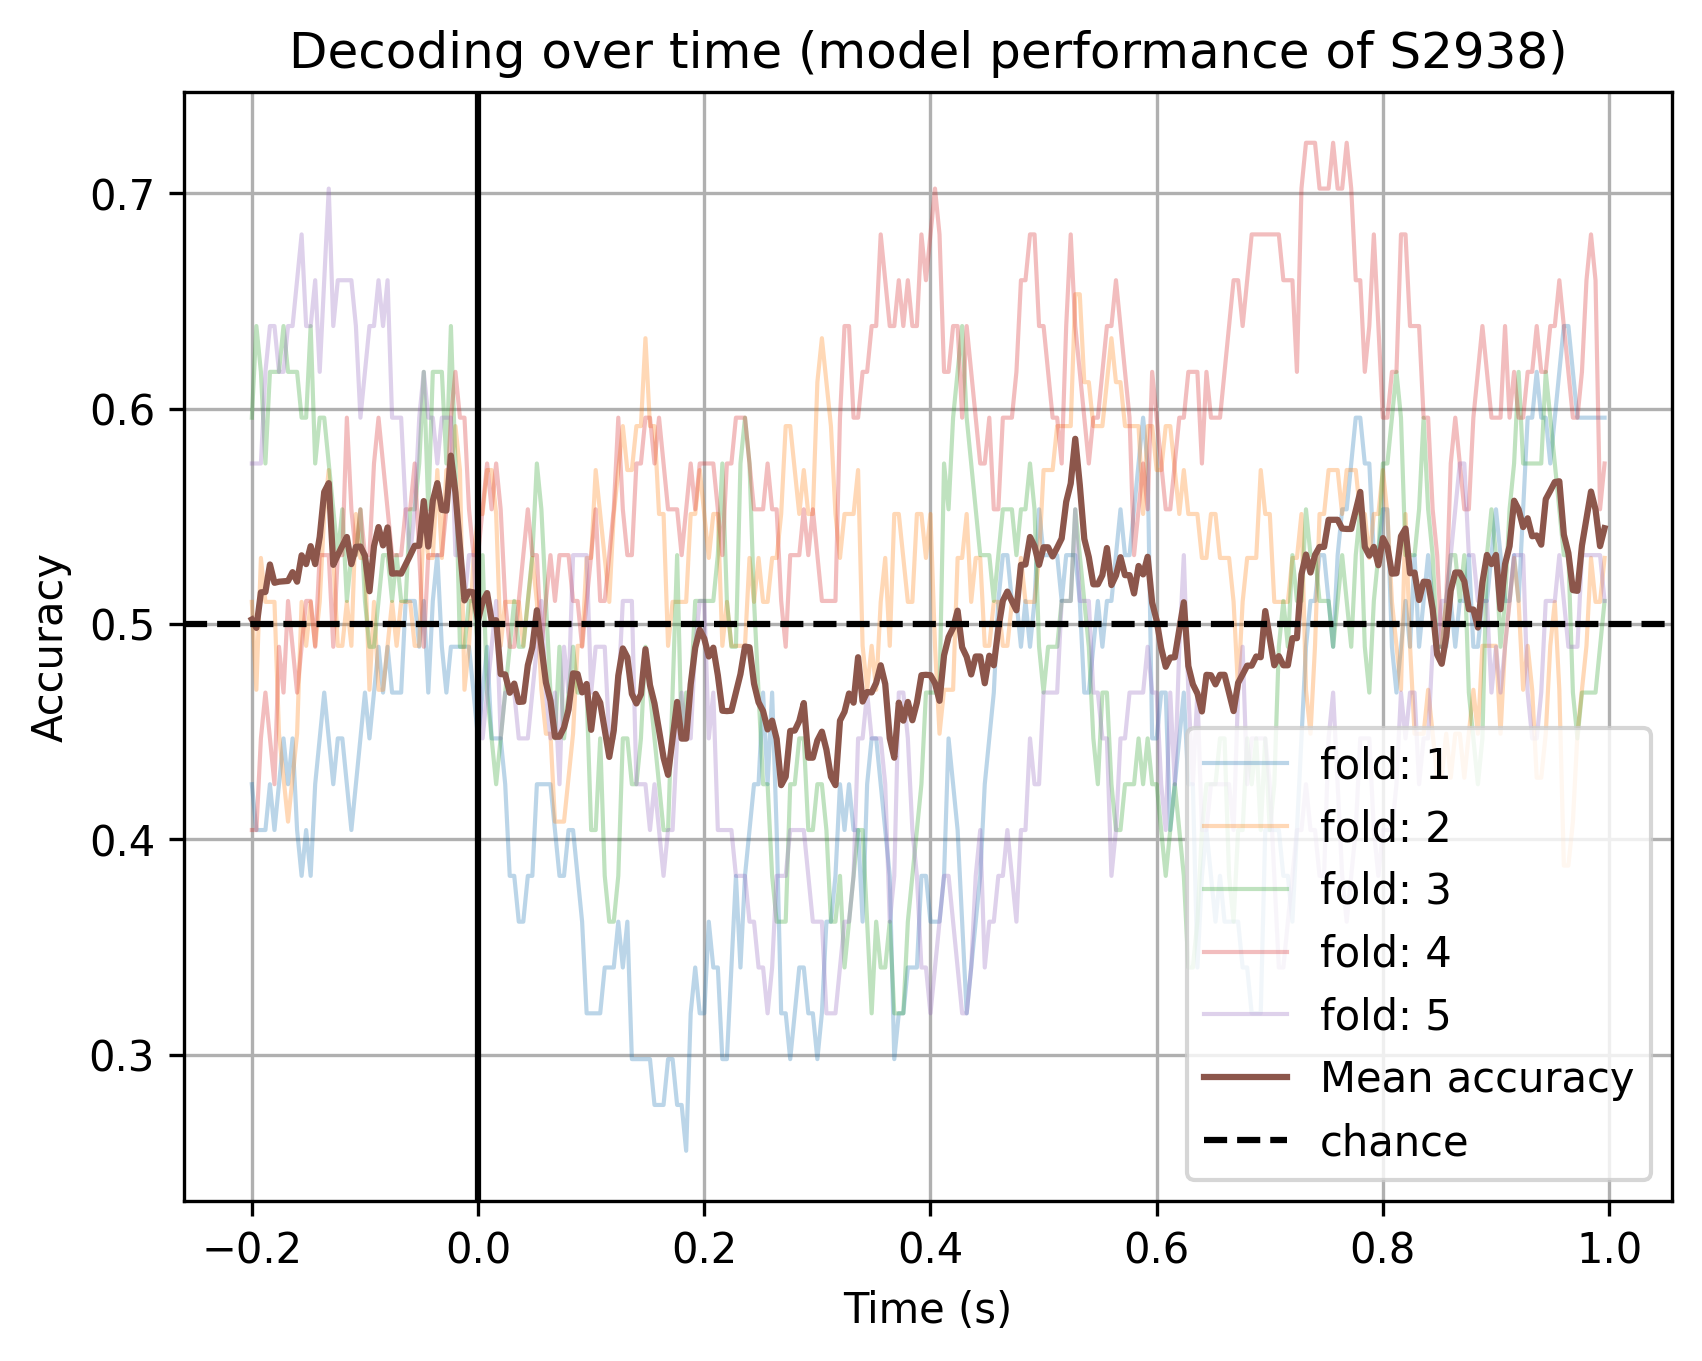 Decoding over time (model performance of S2938)
Accuracy
0.7
0.6
0.5
0.4
0.3
−0.2 0.0 0.2 0.4 0.6 0.8 1.0
Time (s)
fold: 1
fold: 2
fold: 3
fold: 4
fold: 5
Mean accuracy
chance